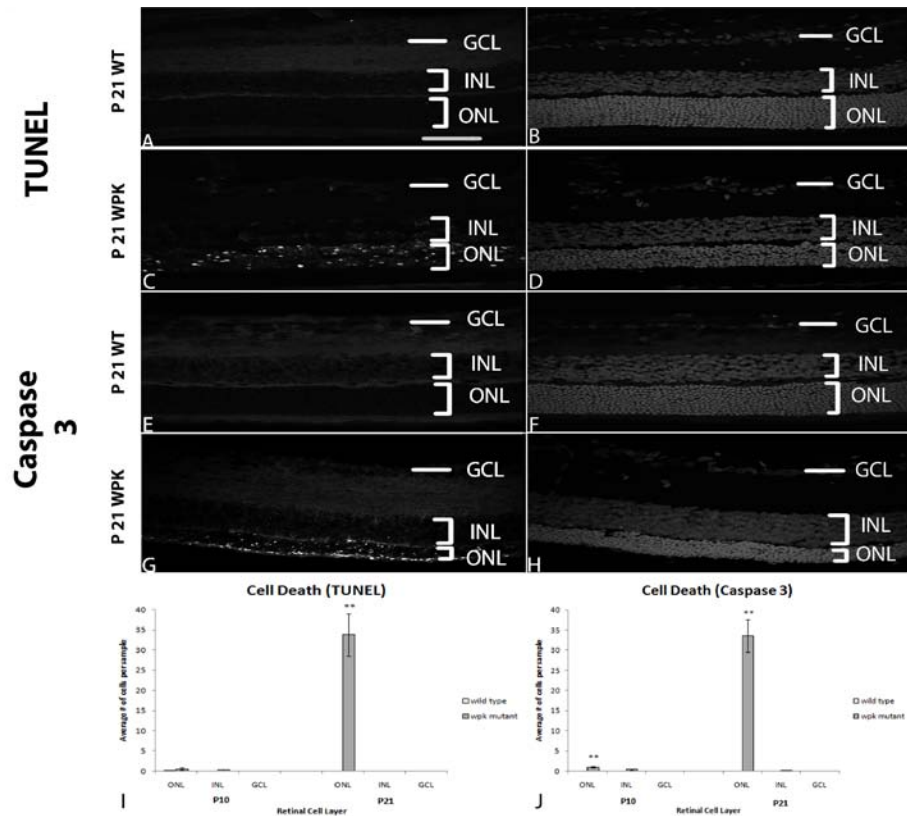 TUNEL
P 21 WT
A
GCL
INL
ONL
B
GCL
INL
ONL
P 21 WPK
C
GCL
INL
ONL
D
GCL
INL
ONL
Caspase
3
P 21 WT
E
GCL
INL
ONL
F
GCL
INL
ONL
P 21 WPK
G
GCL
INL
ONL
H
GCL
INL
ONL
Cell Death (TUNEL)
Average # of cells per sample
40
35
30
25
20
15
10
5
0
**
ONL INL GCL ONL INL GCL
P10 P21
Retinal Cell Layer
wild type
wpk mutant
I
Cell Death (Caspase 3)
Average # of cells per sample
40
35
30
25
20
15
10
5
0
**
**
ONL INL GCL ONL INL GCL
P10 P21
Retinal Cell Layer
wild type
wpk mutant
J